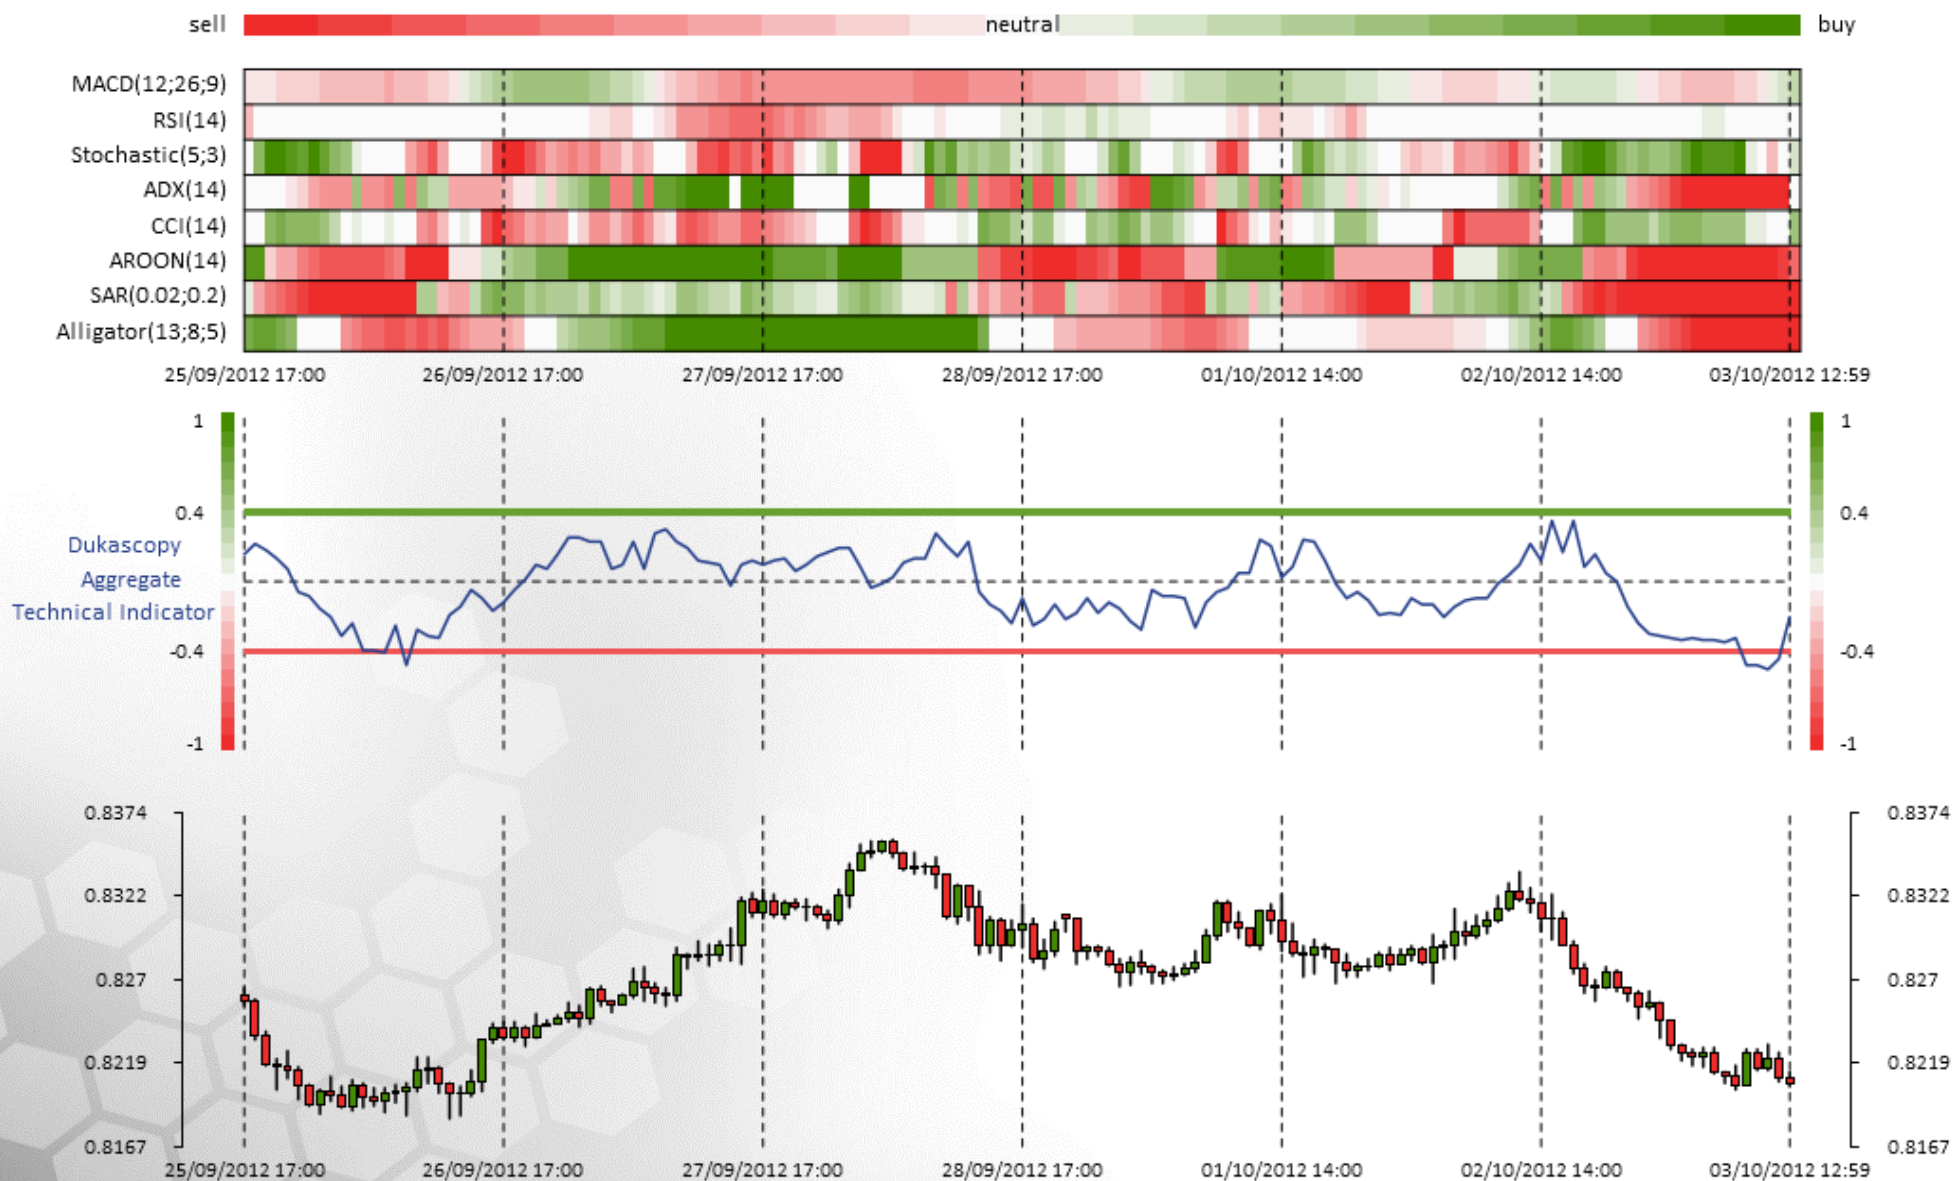 sell neutral buy
MACD(12;26;9)
RSI(14)
Stochastic(5;3)
ADX(14)
CCI(14)
AROON(14)
SAR(0.02;0.2)
Alligator(13;8;5)
25/09/2012 17:00 26/09/2012 17:00 27/09/2012 17:00 28/09/2012 17:00 01/10/2012 14:00 02/10/2012 14:00 03/10/2012 12:59
1 1
0.4 0.4
Dukascopy
Aggregate
Technical Indicator
-0.4 -0.4
-1 -1
0.8374 0.8374
0.8322 0.8322
0.827 0.827
0.8219 0.8219
0.8167 0.8167
25/09/2012 17:00 26/09/2012 17:00 27/09/2012 17:00 28/09/2012 17:00 01/10/2012 14:00 02/10/2012 14:00 03/10/2012 12:59